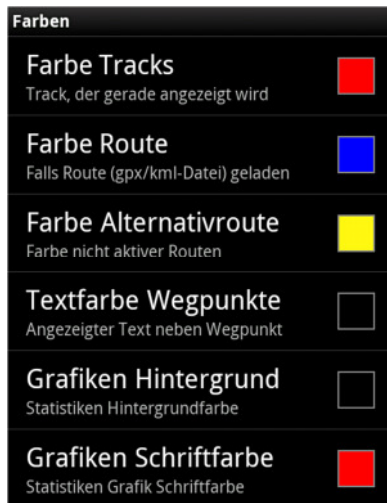 Farben
Farbe Tracks
Track, der gerade angezeigt wird
Farbe Route
Falls Route (gpx/kml-Datei) geladen
Farbe Alternativroute
Farbe nicht aktiver Routen
Textfarbe Wegpunkte
Angezeigter Text neben Wegpunkt
Grafiken Hintergrund
Statistiken Hintergrundfarbe
Grafiken Schriftfarbe
Statistiken Grafik Schriftfarbe